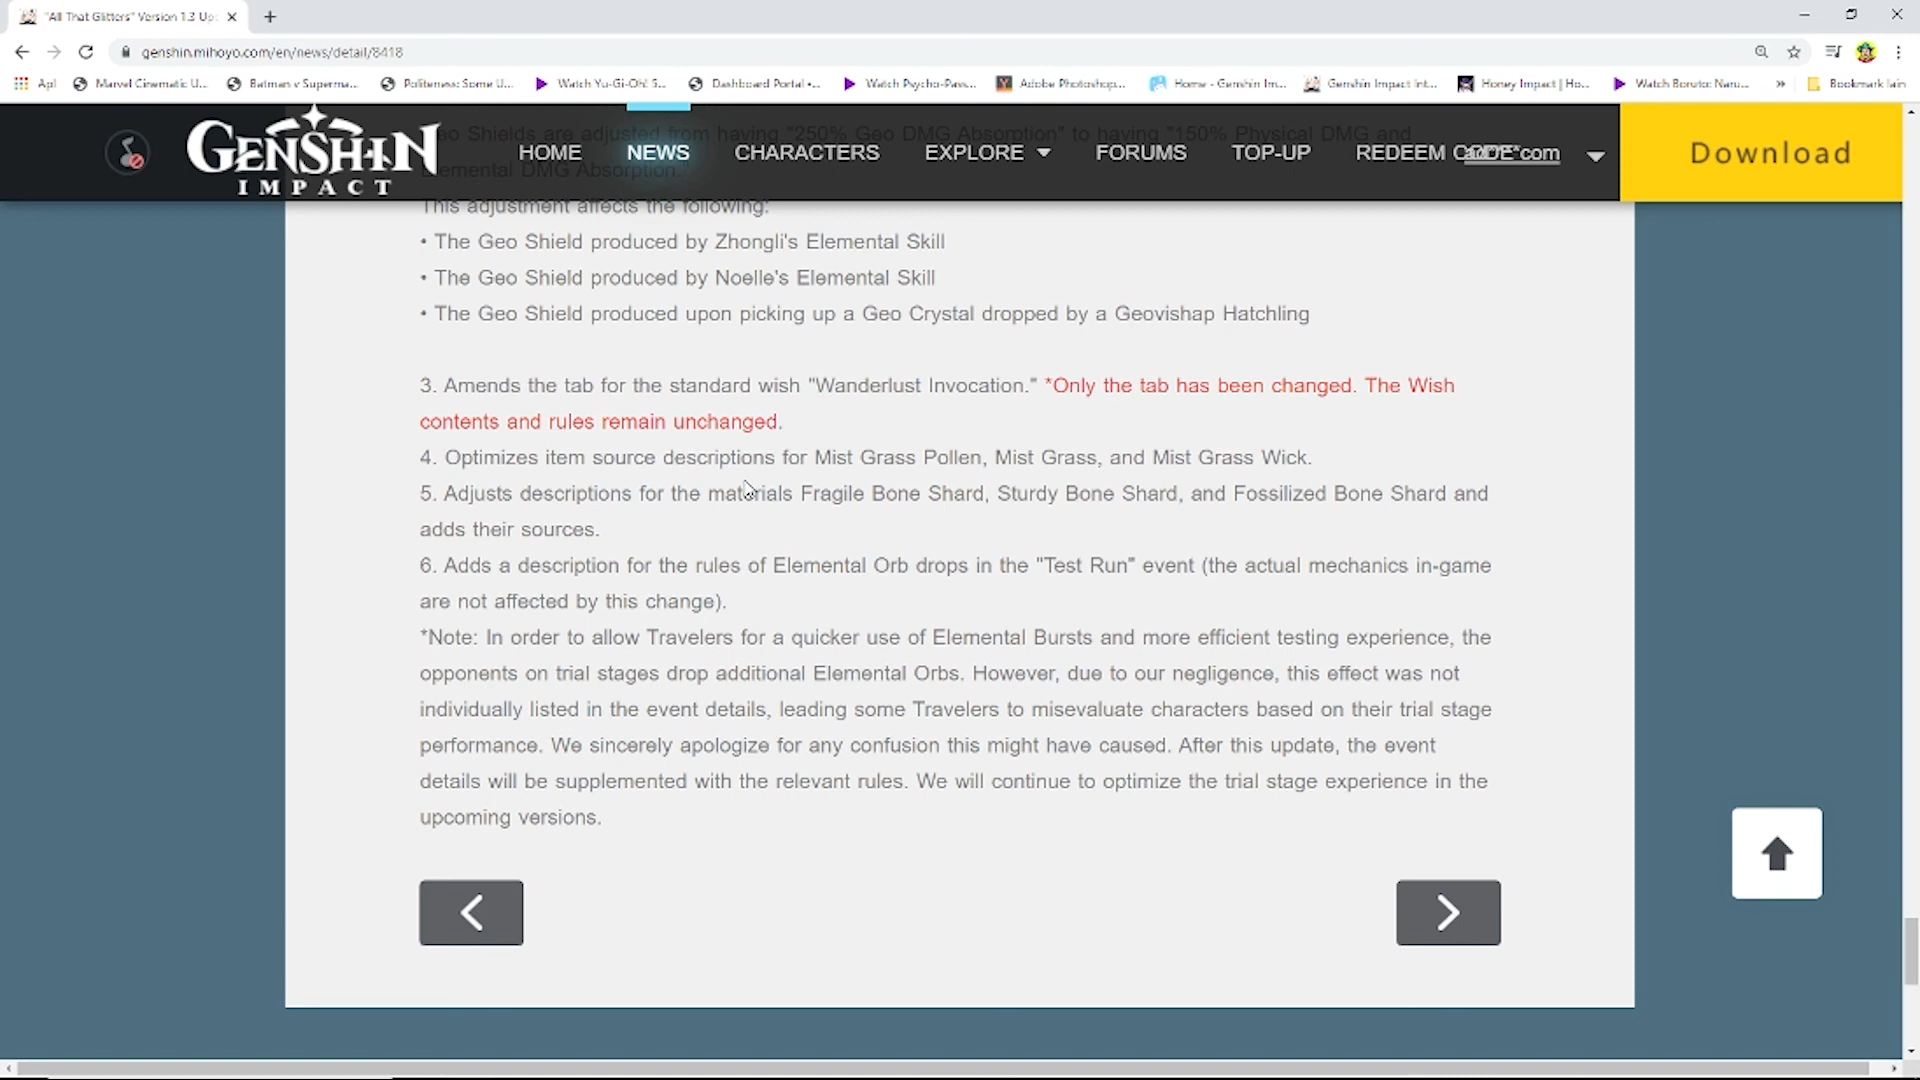 "All That Glitters" Version 1.3 Up
genshin.mihoyo.com/en/news/detail/8418
Apl
Marvel Cinematic U...
Batman v Superma...
Politeness: Some U...
Watch Yu-Gi-Oh! 5...
Dashboard Portal •...
Watch Psycho-Pass...
Adobe Photoshop...
Home - Genshin Im...
Genshin Impact Int...
Honey Impact | Ho...
Watch Boruto: Naru...
»
Bookmark lain
GENSHIN
IMPACT
HOME
NEWS
CHARACTERS
EXPLORE
FORUMS
TOP-UP
REDEEM CODE
Download
Geo Shields are adjusted from having "250% Geo DMG Absorption" to having "150% Physical DMG and
Elemental DMG Absorption."
This adjustment affects the following:
• The Geo Shield produced by Zhongli's Elemental Skill
• The Geo Shield produced by Noelle's Elemental Skill
• The Geo Shield produced upon picking up a Geo Crystal dropped by a Geovishap Hatchling
3. Amends the tab for the standard wish "Wanderlust Invocation." *Only the tab has been changed. The Wish
contents and rules remain unchanged.
4. Optimizes item source descriptions for Mist Grass Pollen, Mist Grass, and Mist Grass Wick.
5. Adjusts descriptions for the materials Fragile Bone Shard, Sturdy Bone Shard, and Fossilized Bone Shard and
adds their sources.
6. Adds a description for the rules of Elemental Orb drops in the "Test Run" event (the actual mechanics in-game
are not affected by this change).
*Note: In order to allow Travelers for a quicker use of Elemental Bursts and more efficient testing experience, the
opponents on trial stages drop additional Elemental Orbs. However, due to our negligence, this effect was not
individually listed in the event details, leading some Travelers to misevaluate characters based on their trial stage
performance. We sincerely apologize for any confusion this might have caused. After this update, the event
details will be supplemented with the relevant rules. We will continue to optimize the trial stage experience in the
upcoming versions.